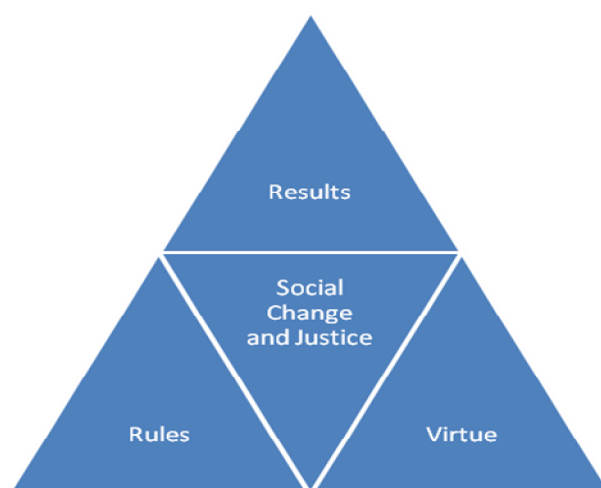 Results
Social
Change
and Justice
Rules
Virtue